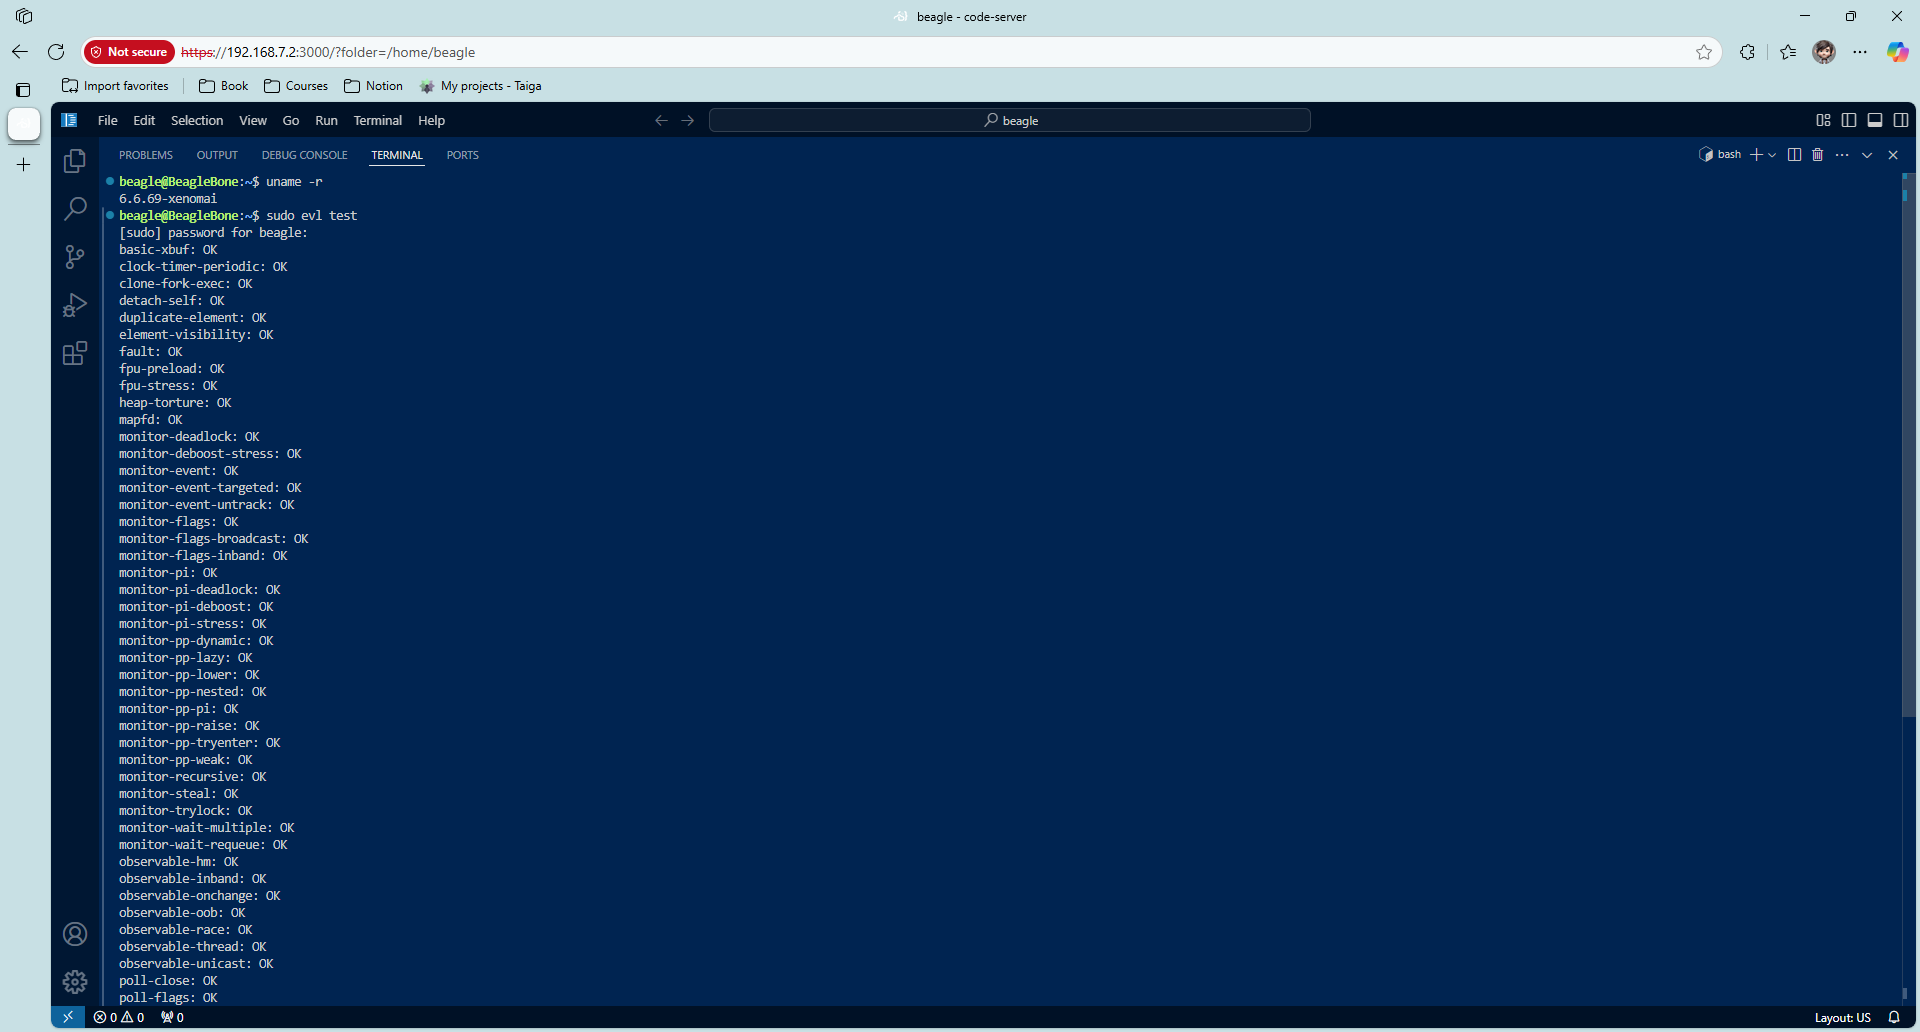 beagle - code-server
Not secure https://192.168.7.2:3000/?folder=/home/beagle
Import favorites Book Courses Notion My projects - Taiga
File Edit Selection View Go Run Terminal Help beagle
PROBLEMS OUTPUT DEBUG CONSOLE TERMINAL PORTS bash
beagle@BeagleBone:~$ uname -r
6.6.69-xenomai
beagle@BeagleBone:~$ sudo evl test
[sudo] password for beagle:
basic-xbuf: OK
clock-timer-periodic: OK
clone-fork-exec: OK
detach-self: OK
duplicate-element: OK
element-visibility: OK
fault: OK
fpu-preload: OK
fpu-stress: OK
heap-torture: OK
mapfd: OK
monitor-deadlock: OK
monitor-deboost-stress: OK
monitor-event: OK
monitor-event-targeted: OK
monitor-event-untrack: OK
monitor-flags: OK
monitor-flags-broadcast: OK
monitor-flags-inband: OK
monitor-pi: OK
monitor-pi-deadlock: OK
monitor-pi-deboost: OK
monitor-pi-stress: OK
monitor-pp-dynamic: OK
monitor-pp-lazy: OK
monitor-pp-lower: OK
monitor-pp-nested: OK
monitor-pp-pi: OK
monitor-pp-raise: OK
monitor-pp-tryenter: OK
monitor-pp-weak: OK
monitor-recursive: OK
monitor-steal: OK
monitor-trylock: OK
monitor-wait-multiple: OK
monitor-wait-requeue: OK
observable-hm: OK
observable-inband: OK
observable-onchange: OK
observable-oob: OK
observable-race: OK
observable-thread: OK
observable-unicast: OK
poll-close: OK
poll-flags: OK
0 0 0 Layout: US